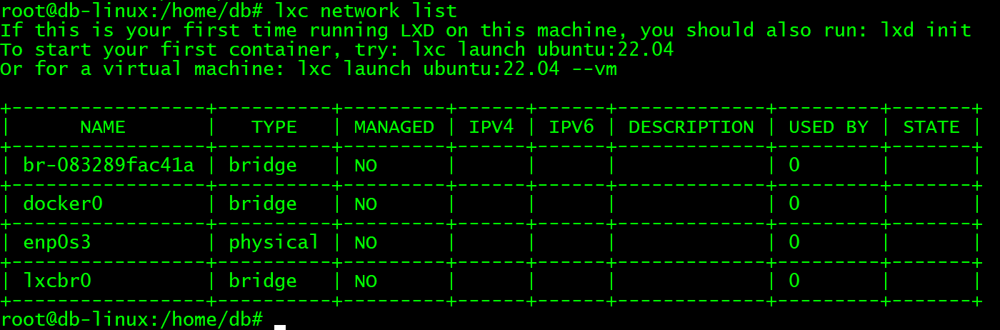 root@db-linux:/home/db# lxc network list
If this is your first time running LXD on this machine, you should also run: lxd init
To start your first container, try: lxc launch ubuntu:22.04
Or for a virtual machine: lxc launch ubuntu:22.04 --vm

+-----------------+----------+---------+------+------+-------------+---------+-------+
|      NAME       |   TYPE   | MANAGED | IPV4 | IPV6 | DESCRIPTION | USED BY | STATE |
+-----------------+----------+---------+------+------+-------------+---------+-------+
| br-083289fac41a | bridge   | NO      |      |      |             | 0       |       |
+-----------------+----------+---------+------+------+-------------+---------+-------+
| docker0         | bridge   | NO      |      |      |             | 0       |       |
+-----------------+----------+---------+------+------+-------------+---------+-------+
| enp0s3          | physical | NO      |      |      |             | 0       |       |
+-----------------+----------+---------+------+------+-------------+---------+-------+
| lxcbr0          | bridge   | NO      |      |      |             | 0       |       |
+-----------------+----------+---------+------+------+-------------+---------+-------+
root@db-linux:/home/db#